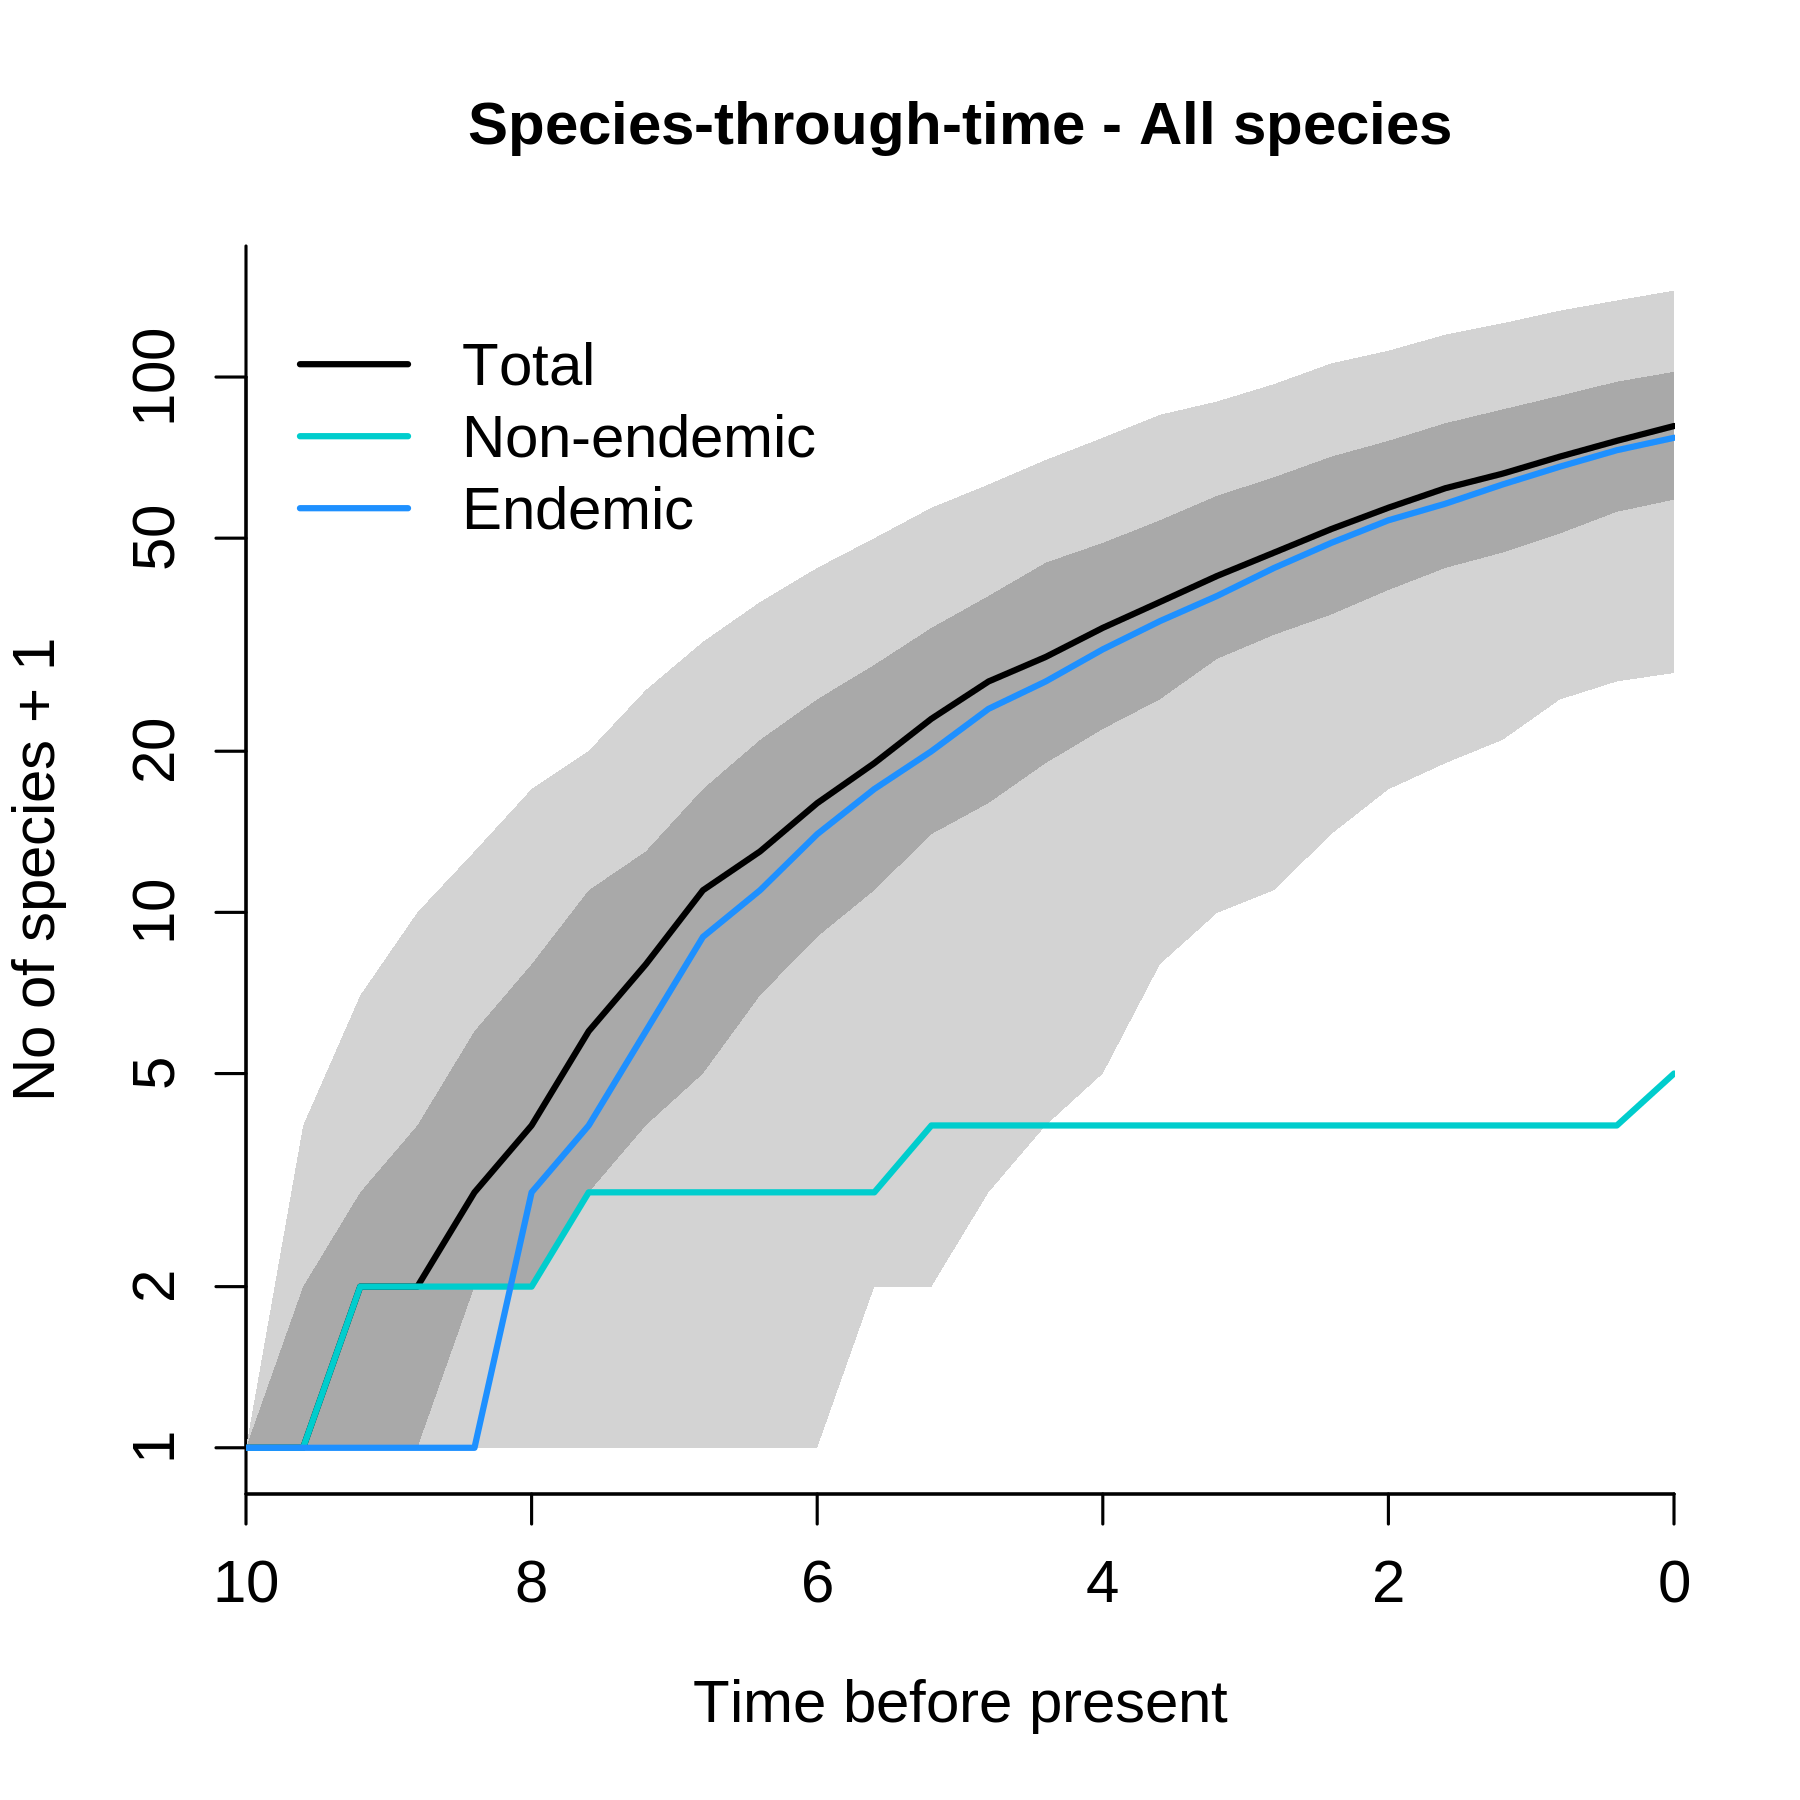 Species-through-time - All species
Total
Non-endemic
Endemic
No of species + 1
100
50
20
10
5
2
1
10 8 6 4 2 0
Time before present